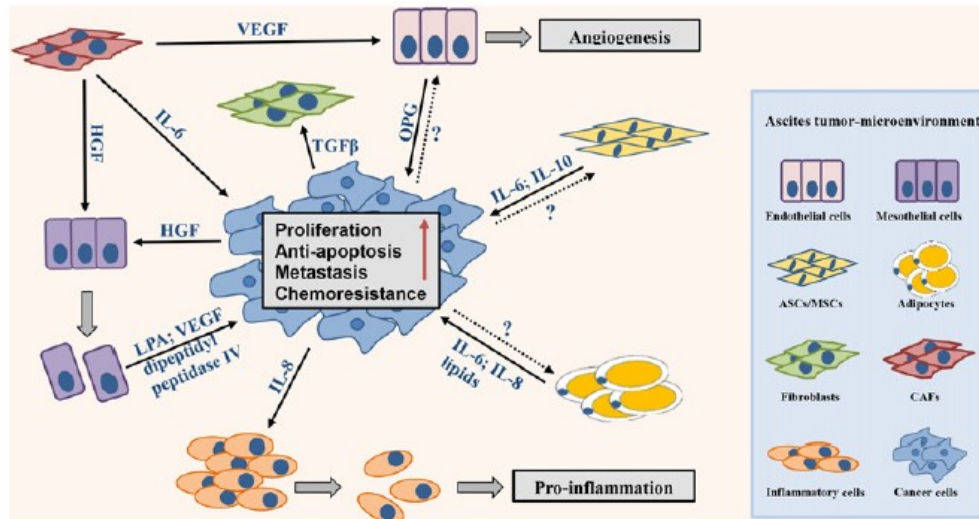 VEGF
Angiogenesis
IL-6
HGF
TGFβ
OPG
?
IL-6; IL-10
?
HGF
Proliferation
Anti-apoptosis
Metastasis
Chemoresistance
LPA; VEGF
dipeptidyl
peptidase IV
IL-8
?
IL-6; IL-8
lipids
Pro-inflammation
Ascites tumor-microenvironment
Endothelial cells
Mesothelial cells
ASCs/MSCs
Adipocytes
Fibroblasts
CAFs
Inflammatory cells
Cancer cells